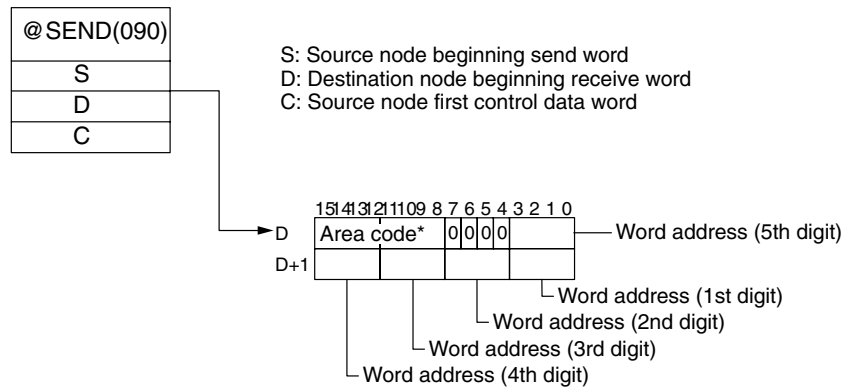 @SEND(090)
S
D
C
S: Source node beginning send word
D: Destination node beginning receive word
C: Source node first control data word
15 14 13 12 11 10 9 8 7 6 5 4 3 2 1 0
D Area code* 0 0 0 0 Word address (5th digit)
D+1
Word address (1st digit)
Word address (2nd digit)
Word address (3rd digit)
Word address (4th digit)